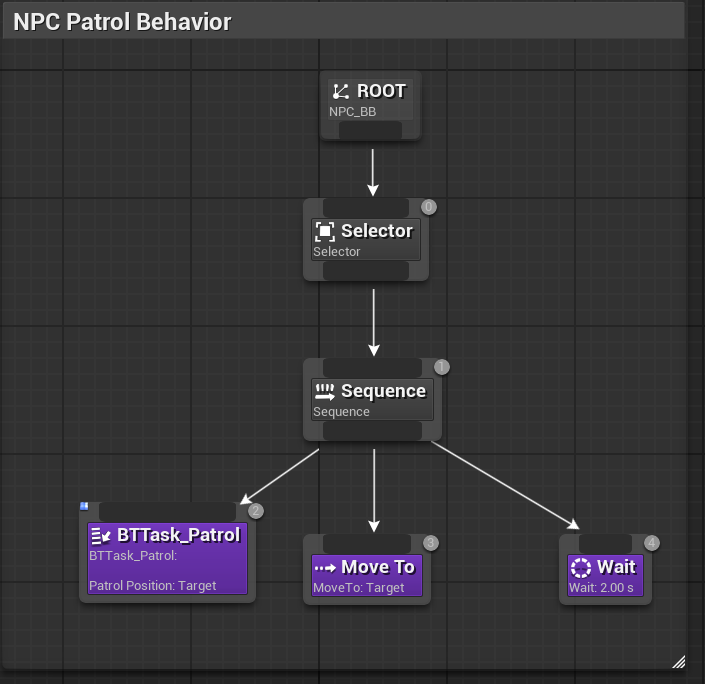 NPC Patrol Behavior
ROOT
NPC_BB
0
Selector
Selector
1
Sequence
Sequence
2
BTTask_Patrol
BTTask_Patrol:
Patrol Position: Target
3
Move To
MoveTo: Target
4
Wait
Wait: 2.00 s